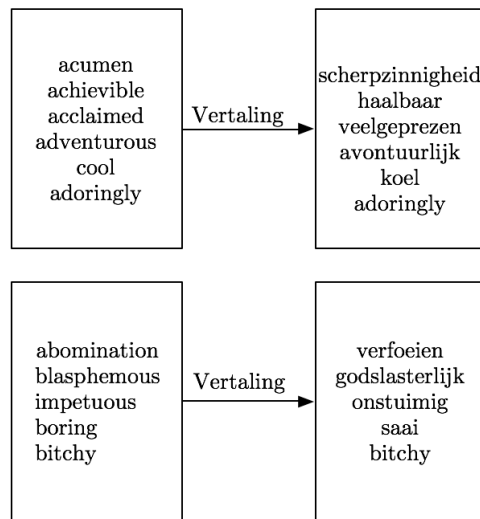 acumen
achievible
acclaimed
adventurous
cool
adoringly
Vertaling
scherpzinnigheid
haalbaar
veelgeprezen
avontuurlijk
koel
adoringly
abomination
blasphemous
impetuous
boring
bitchy
Vertaling
verfoeien
godslasterlijk
onstuimig
saai
bitchy